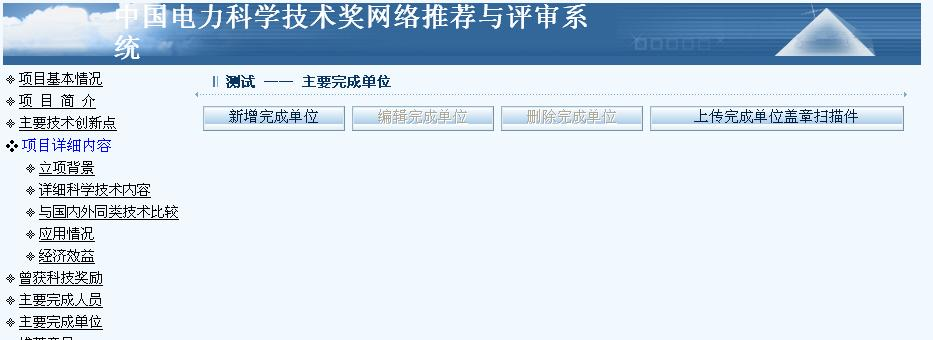 中国电力科学技术奖网络推荐与评审系
统
项目基本情况
项 目 简 介
主要技术创新点
项目详细内容
立项背景
详细科学技术内容
与国内外同类技术比较
应用情况
经济效益
曾获科技奖励
主要完成人员
主要完成单位
测试 —— 主要完成单位
新增完成单位 编辑完成单位 删除完成单位 上传完成单位盖章扫描件